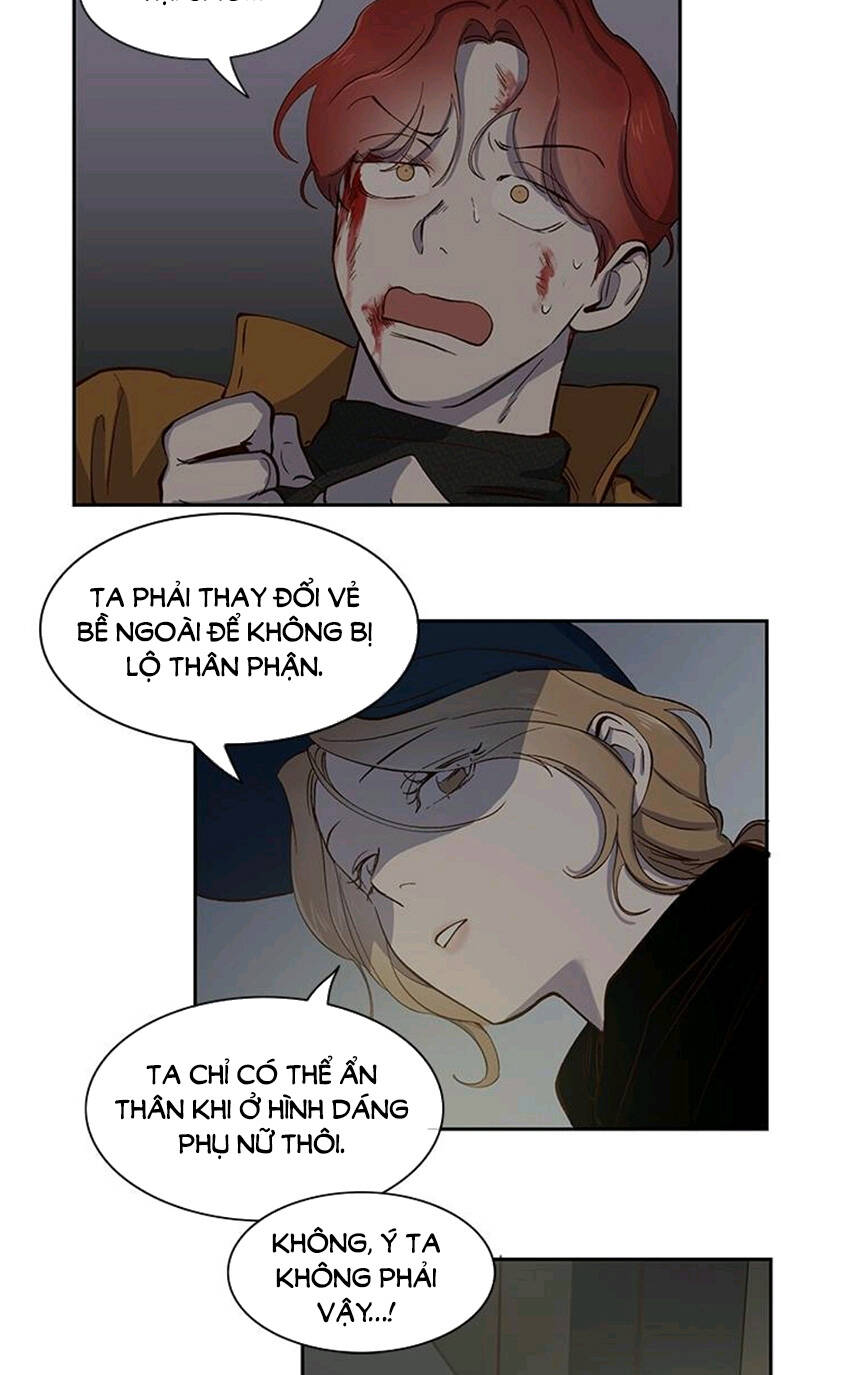 TA PHẢI THAY ĐỔI VẺ
BỀ NGOÀI ĐỂ KHÔNG BỊ
LỘ THÂN PHẬN.
TA CHỈ CÓ THỂ ẨN
THÂN KHI Ở HÌNH DÁNG
PHỤ NỮ THÔI.
KHÔNG, Ý TA
KHÔNG PHẢI
VẬY...!